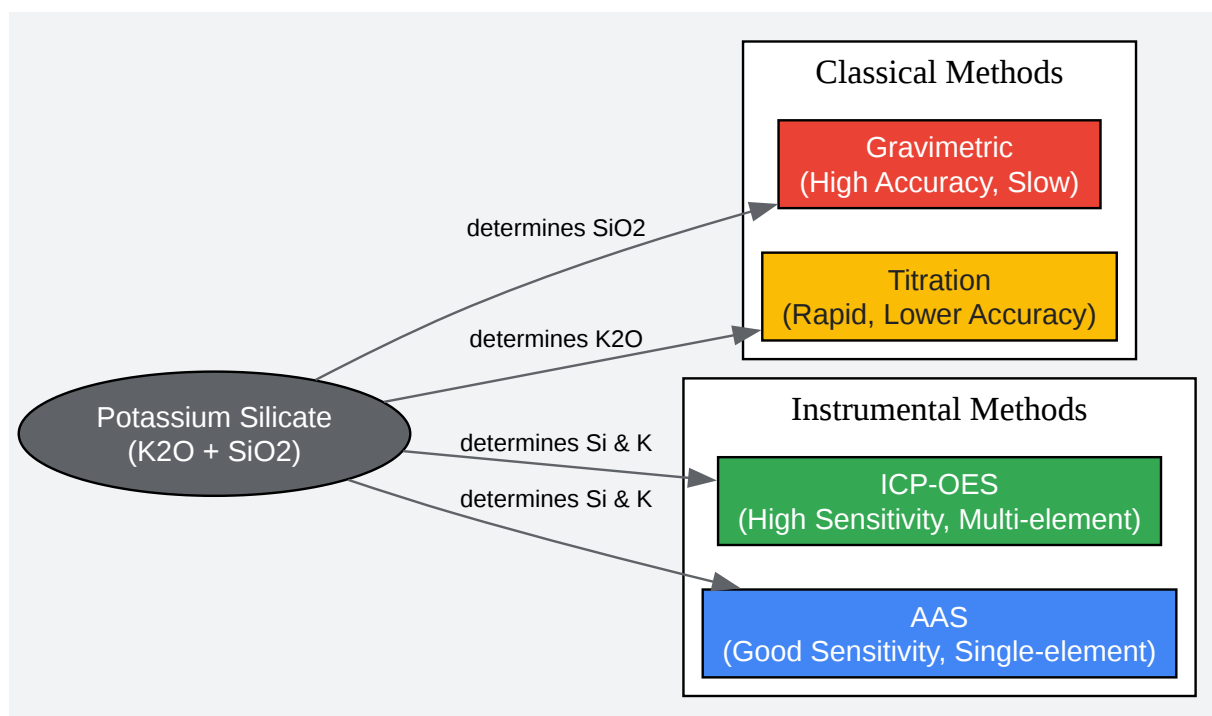 Classical Methods
Gravimetric
(High Accuracy, Slow)
determines SiO2
Titration
(Rapid, Lower Accuracy)
determines K2O
Potassium Silicate
(K2O + SiO2)
Instrumental Methods
determines Si & K
ICP-OES
(High Sensitivity, Multi-element)
determines Si & K
AAS
(Good Sensitivity, Single-element)